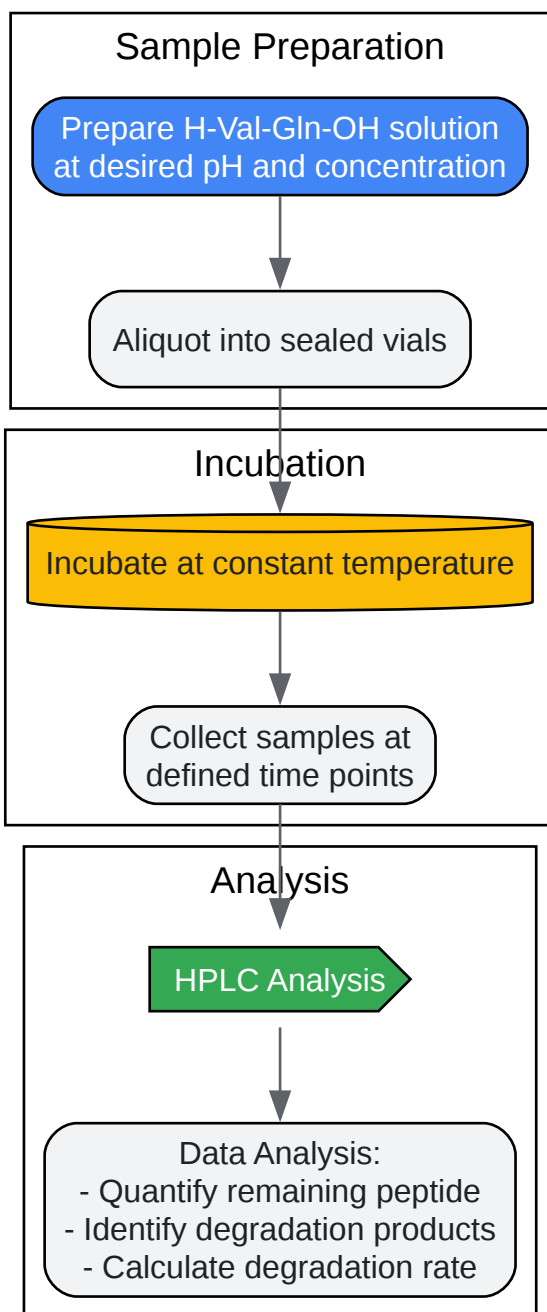 Sample Preparation
Prepare H-Val-Gln-OH solution
at desired pH and concentration
Aliquot into sealed vials
Incubation
Incubate at constant temperature
Collect samples at
defined time points
Analysis
HPLC Analysis
Data Analysis:
- Quantify remaining peptide
- Identify degradation products
- Calculate degradation rate